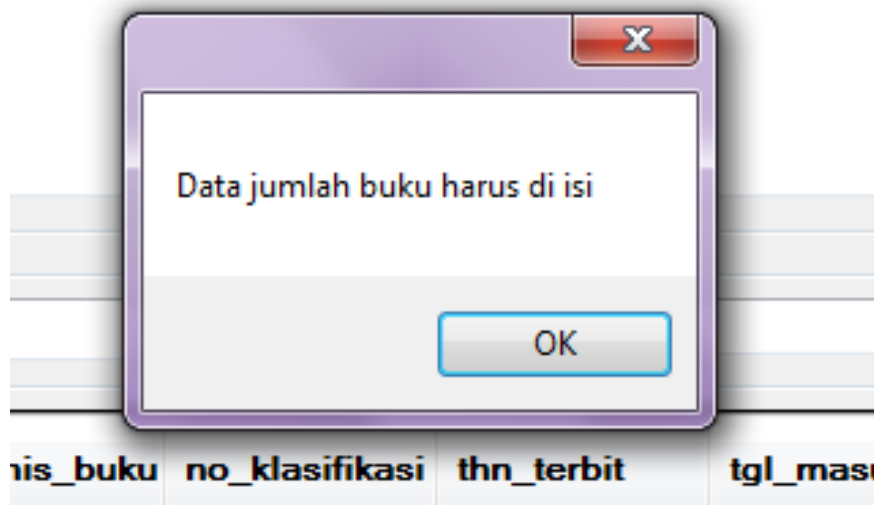 Data jumlah buku harus di isi
OK
no_klasifikasi thn_terbit